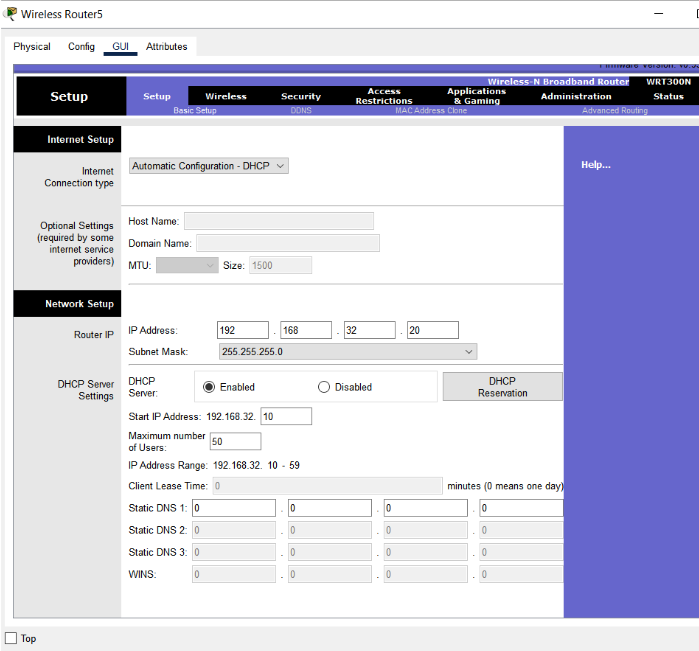 Wireless Router5
Physical Config GUI Attributes
Wireless-N Broadband Router WRT300N
Setup
Setup Wireless Security Access Restrictions Applications & Gaming Administration Status
Basic Setup DDNS MAC Address Clone Advanced Routing
Internet Setup
Internet Connection type
Automatic Configuration - DHCP
Help...
Optional Settings (required by some internet service providers)
Host Name:
Domain Name:
MTU: Size: 1500
Network Setup
Router IP
IP Address: 192 . 168 . 32 . 20
Subnet Mask: 255.255.255.0
DHCP Server Settings
DHCP Server: Enabled Disabled DHCP Reservation
Start IP Address: 192.168.32. 10
Maximum number of Users: 50
IP Address Range: 192.168.32. 10 - 59
Client Lease Time: 0 minutes (0 means one day)
Static DNS 1: 0 . 0 . 0 . 0
Static DNS 2: 0 . 0 . 0 . 0
Static DNS 3: 0 . 0 . 0 . 0
WINS: 0 . 0 . 0 . 0
Top